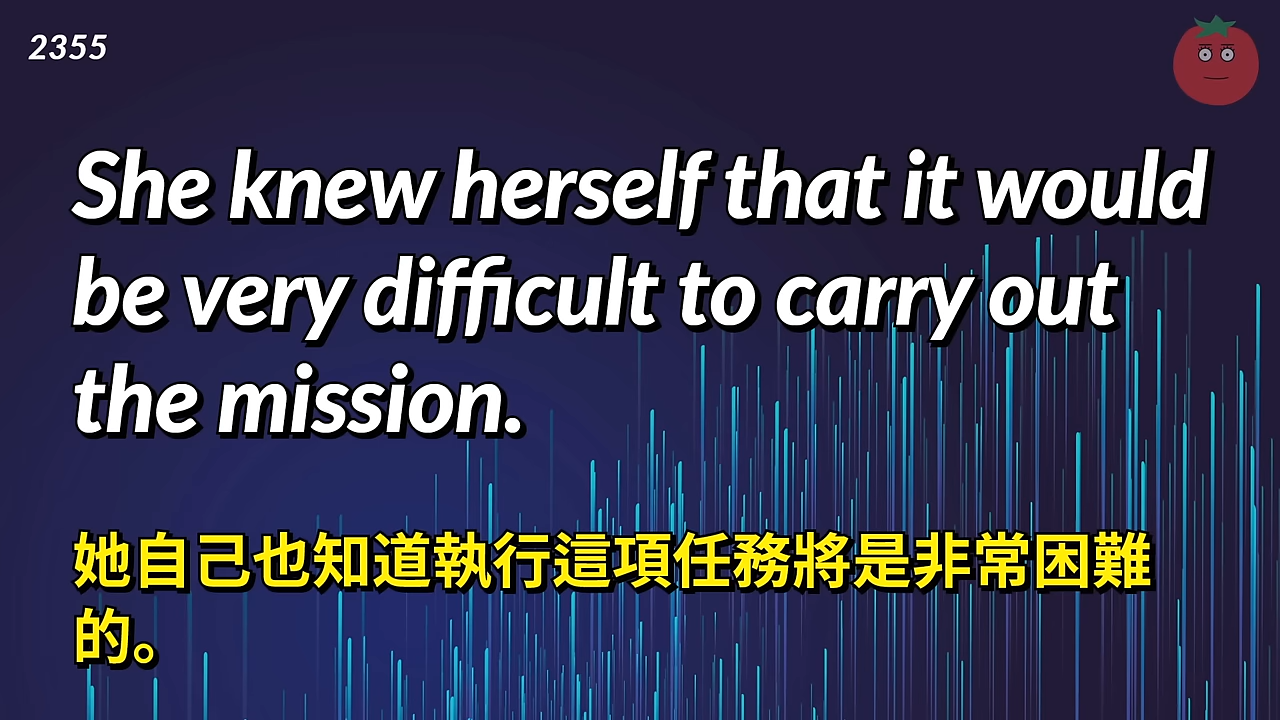 2355
She knew herself that it would
be very difficult to carry out
the mission.
她自己也知道執行這項任務將是非常困難
的。